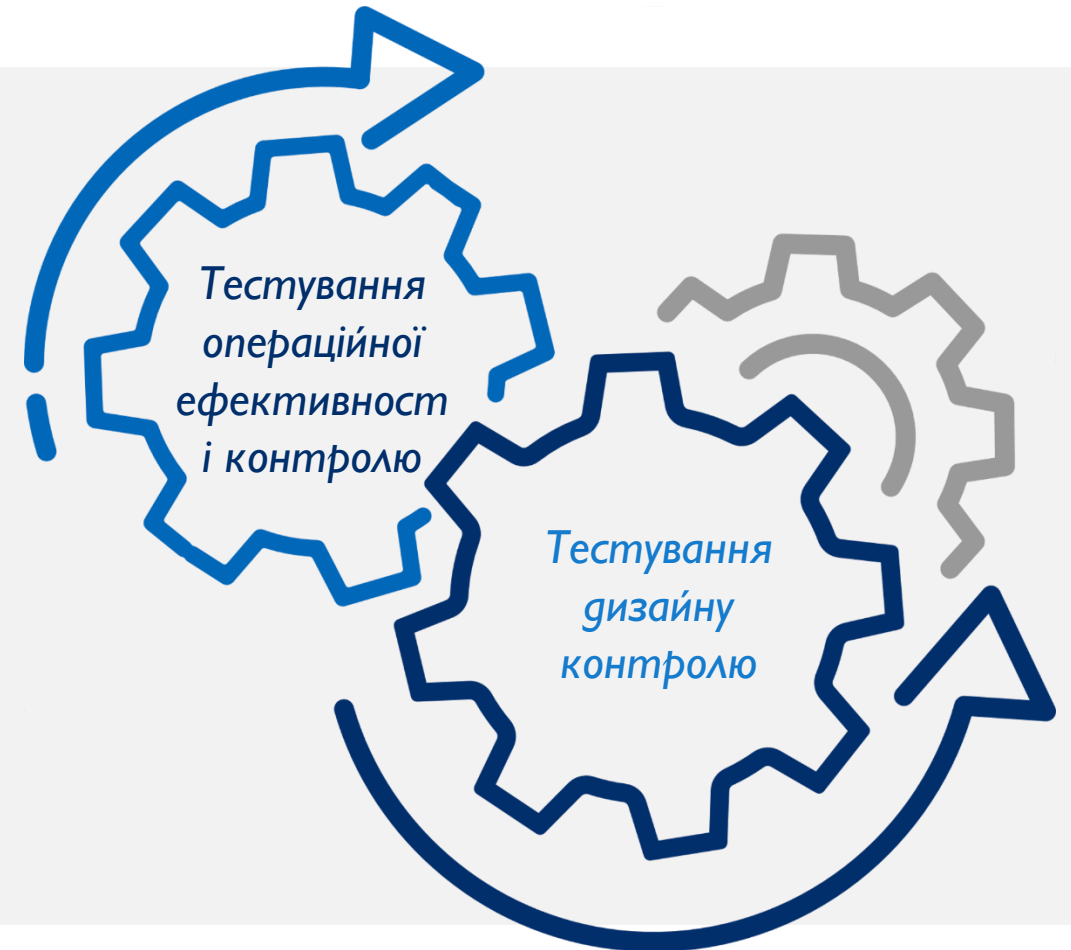 Тестування
операційної
ефективност
і контролю
Тестування
дизайну
контролю